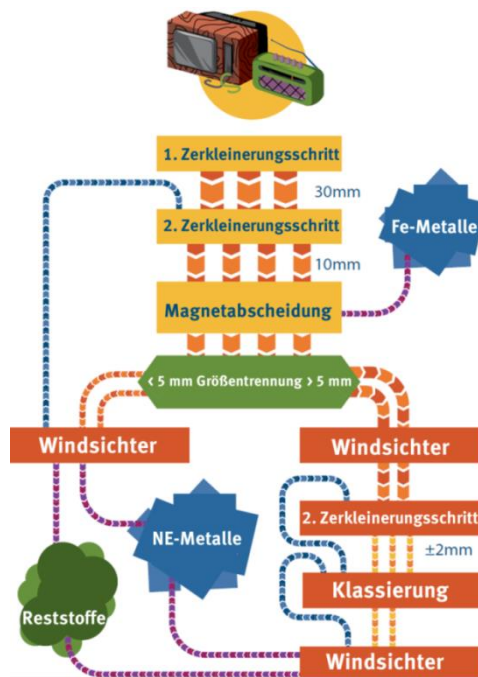 1. Zerkleinerungsschritt
30mm
2. Zerkleinerungsschritt
Fe-Metalle
10mm
Magnetabscheidung
< 5 mm Größentrennung > 5 mm
Windsichter
Windsichter
2. Zerkleinerungsschritt
NE-Metalle
±2mm
Klassierung
Reststoffe
Windsichter